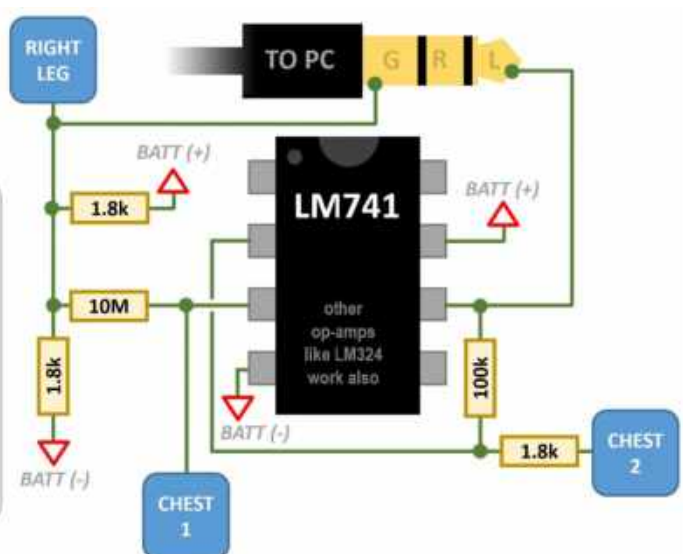 RIGHT
LEG
TO PC
G R L
BATT (+)
1.8k
LM741
BATT (+)
10M
other
op-amps
like LM324
work also
1.8k
100k
BATT (-)
BATT (-)
1.8k
CHEST
2
CHEST
1